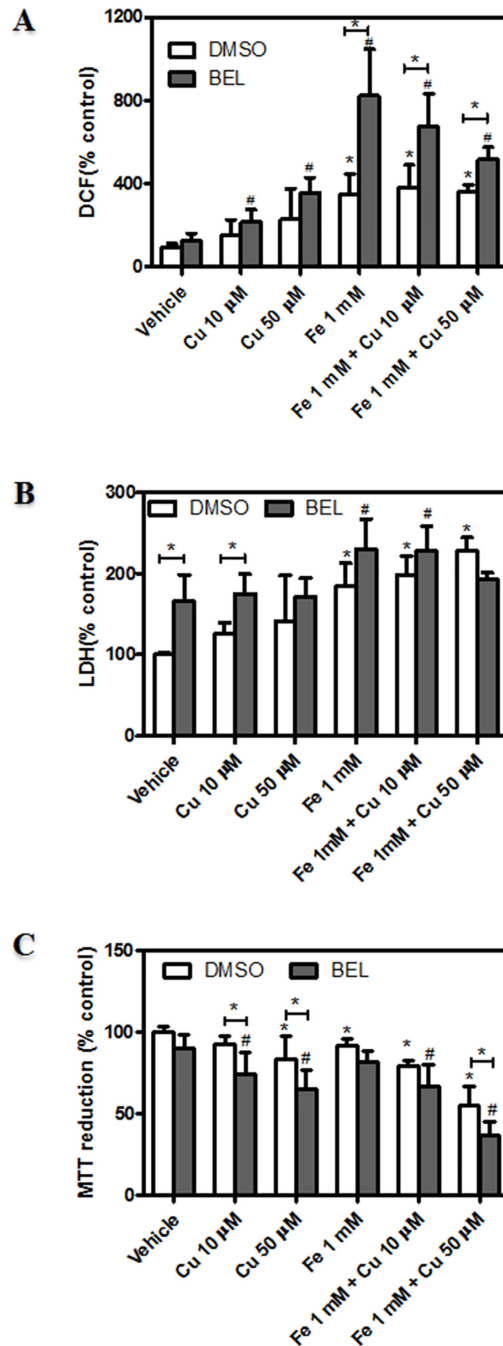 A
1200
800
400
0
DCF(% control)
DMSO
BEL
*
#
*
#
*
#
#
#
*
*
*
Vehicle
Cu 10 µM
Cu 50 µM
Fe 1 mM
Fe 1 mM + Cu 10 µM
Fe 1 mM + Cu 50 µM
B
300
200
100
0
LDH(% control)
DMSO
BEL
*
*
*
#
*
#
*
Vehicle
Cu 10 µM
Cu 50 µM
Fe 1 mM
Fe 1mM + Cu 10 µM
Fe 1mM + Cu 50 µM
C
150
100
50
0
MTT reduction (% control)
DMSO
BEL
*
#
*
*
#
*
*
#
*
*
#
Vehicle
Cu 10 µM
Cu 50 µM
Fe 1 mM
Fe 1 mM + Cu 10 µM
Fe 1 mM + Cu 50 µM